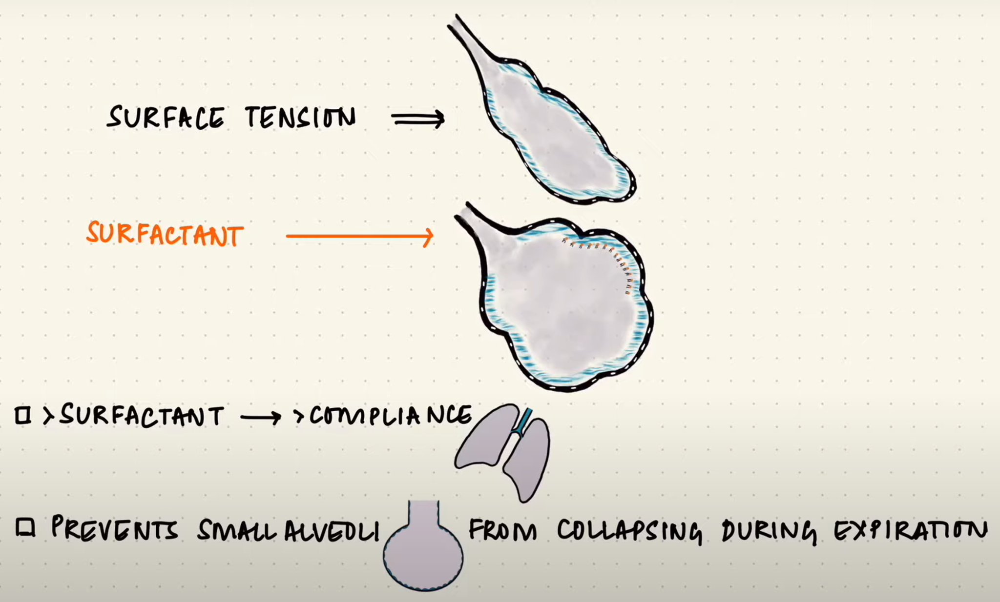 SURFACE TENSION ⟹
SURFACTANT →
□ >SURFACTANT → >COMPLIANCE
□ PREVENTS SMALL ALVEOLI FROM COLLAPSING DURING EXPIRATION